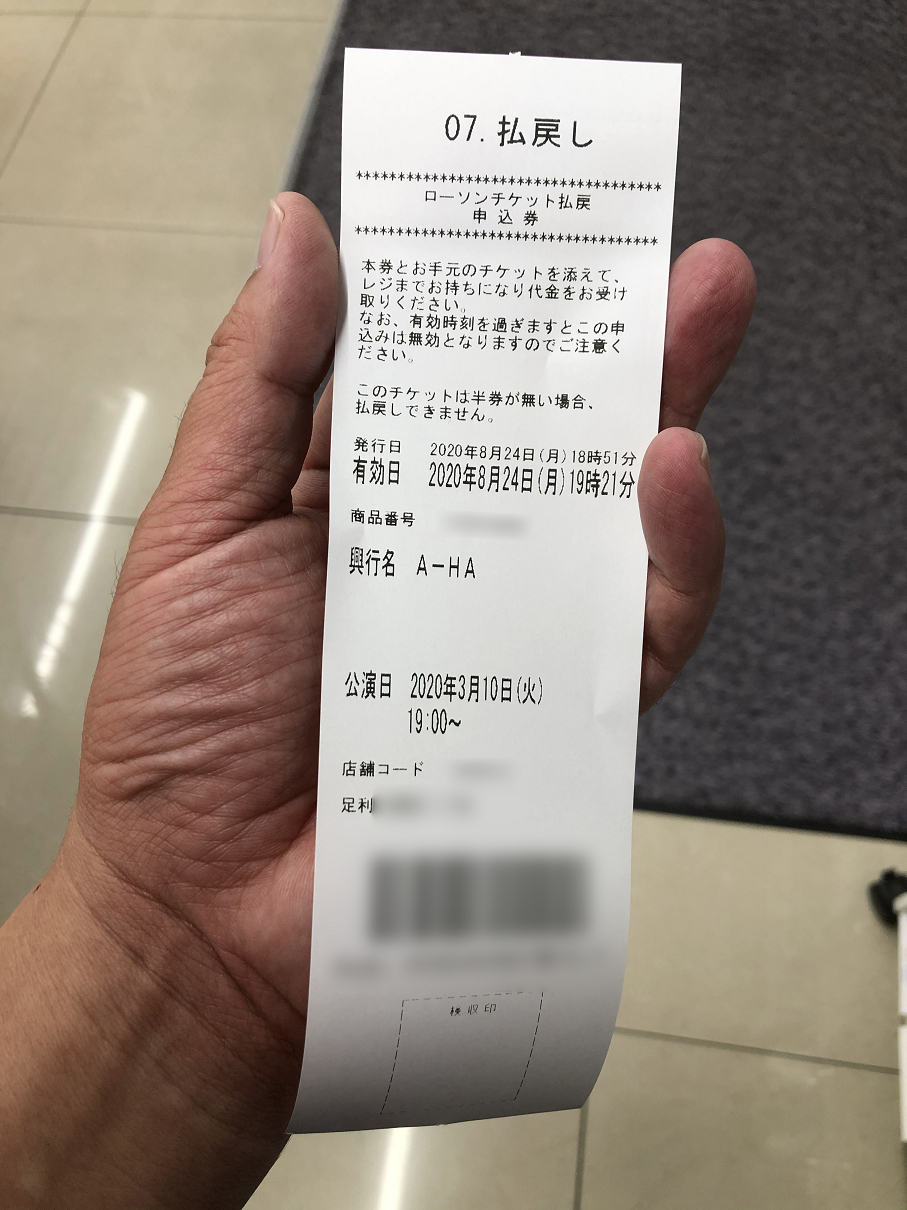 07. 払戻し
**********************************
ローソンチケット払戻
申込券
**********************************
本券とお手元のチケットを添えて、
レジまでお持ちになり代金をお受け
取りください。
なお、有効時刻を過ぎますとこの申
込みは無効となりますのでご注意く
ださい。
このチケットは半券が無い場合、
払戻しできません。
発行日 2020年8月24日(月)18時51分
有効日 2020年8月24日(月)19時21分
商品番号
興行名 A-HA
公演日 2020年3月10日(火)
19:00~
店舗コード
足利
検収印